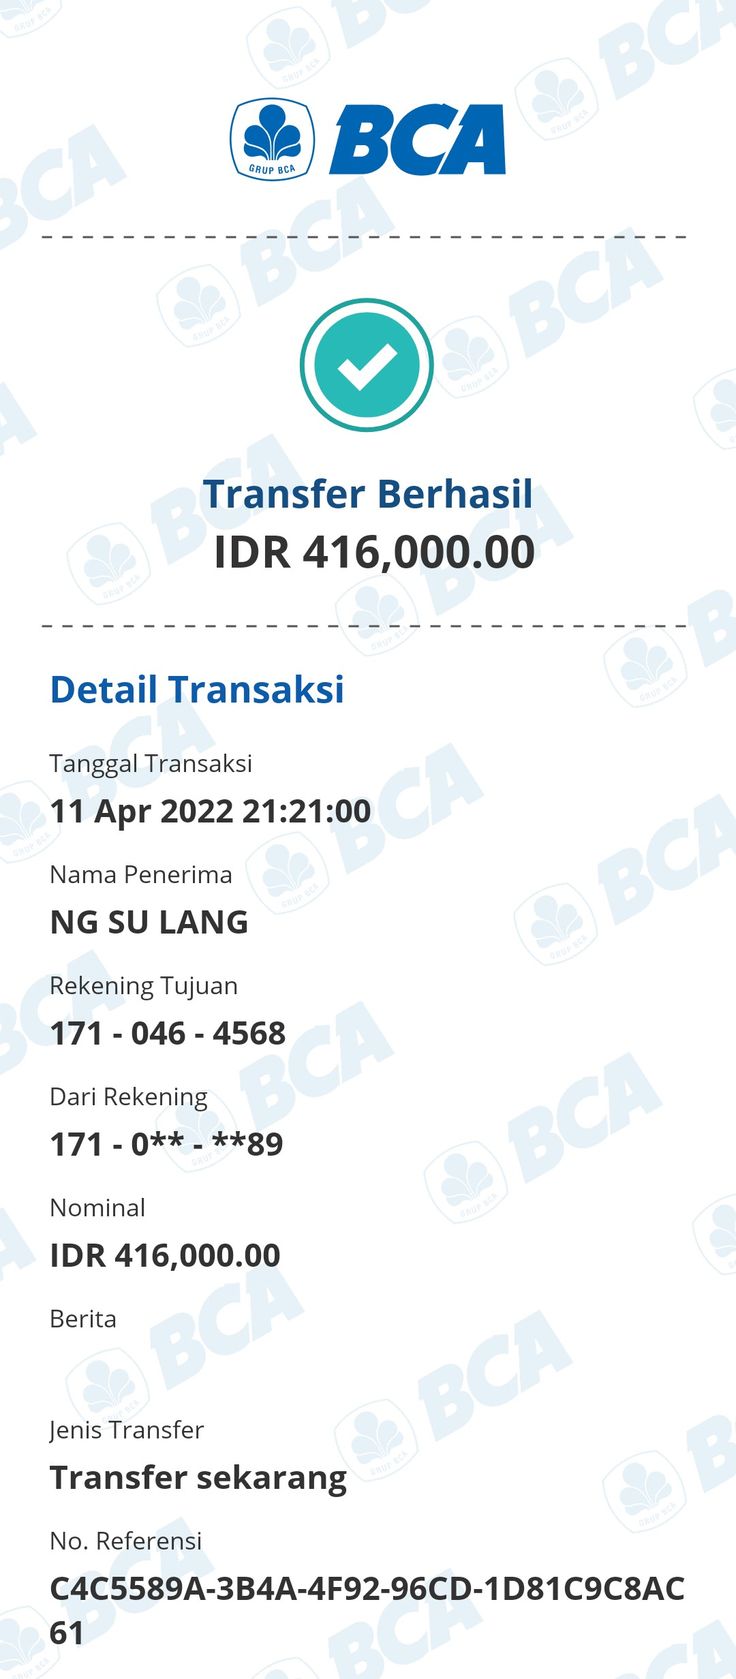 GRUP BCA
BCA
Transfer Berhasil
IDR 416,000.00
Detail Transaksi
Tanggal Transaksi
11 Apr 2022 21:21:00
Nama Penerima
NG SU LANG
Rekening Tujuan
171 - 046 - 4568
Dari Rekening
171 - 0** - **89
Nominal
IDR 416,000.00
Berita
Jenis Transfer
Transfer sekarang
No. Referensi
C4C5589A-3B4A-4F92-96CD-1D81C9C8AC
61